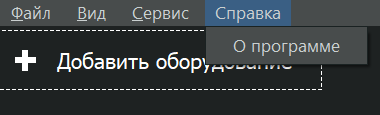 Файл Вид Сервис Справка
О программе
Добавить оборудование